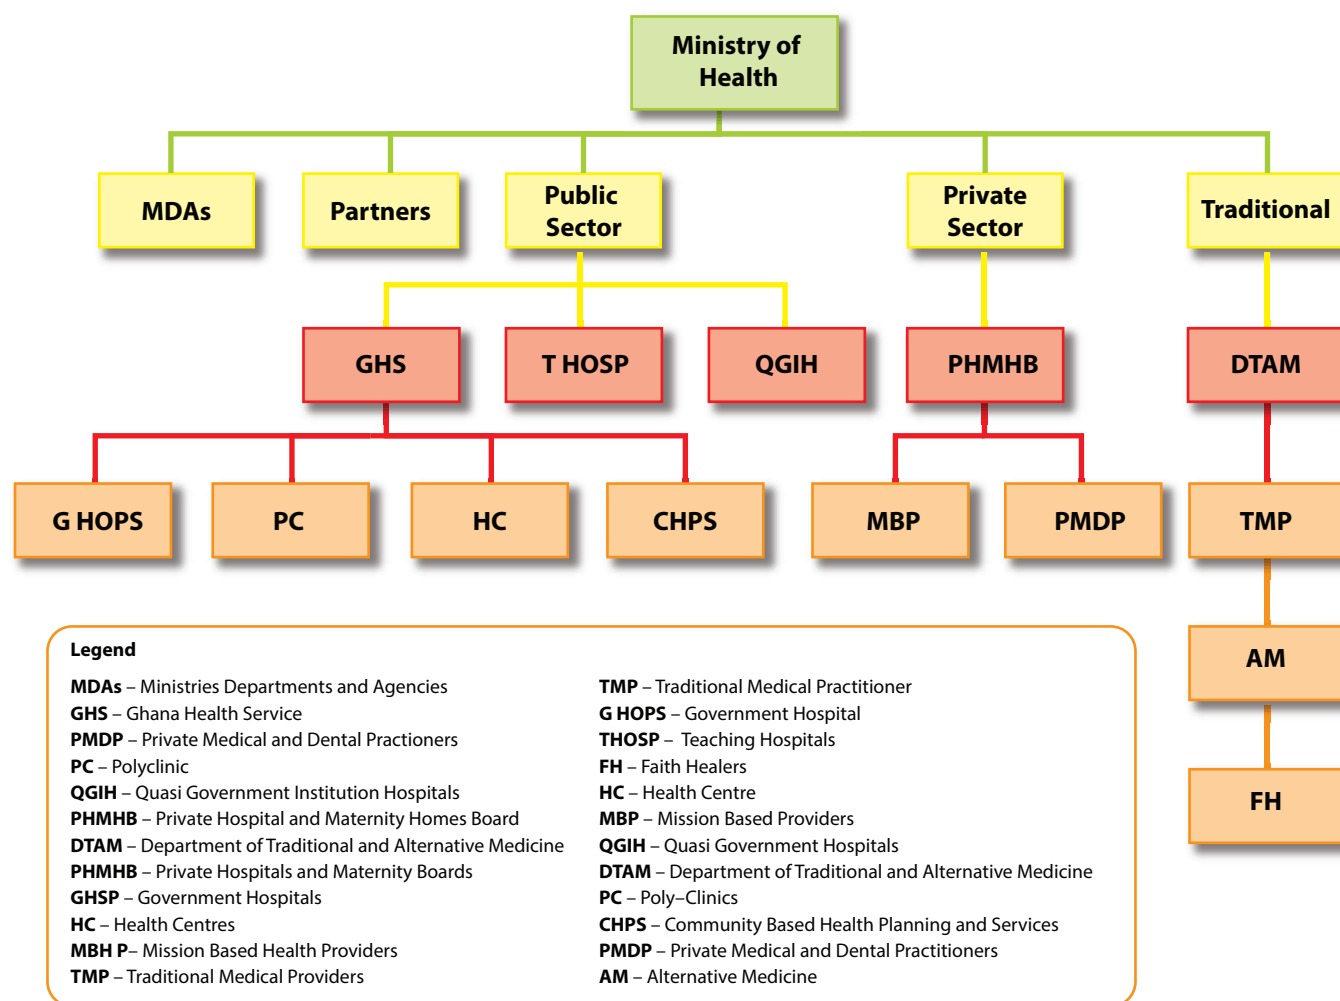 Ministry of
Health
MDAs
Partners
Public
Sector
Private
Sector
Traditional
GHS
T HOSP
QGIH
PHMHB
DTAM
G HOPS
PC
HC
CHPS
MBP
PMDP
TMP
AM
FH
Legend
MDAs – Ministries Departments and Agencies
GHS – Ghana Health Service
PMDP – Private Medical and Dental Practioners
PC – Polyclinic
QGIH – Quasi Government Institution Hospitals
PHMHB – Private Hospital and Maternity Homes Board
DTAM – Department of Traditional and Alternative Medicine
PHMHB – Private Hospitals and Maternity Boards
GHSP – Government Hospitals
HC – Health Centres
MBH P– Mission Based Health Providers
TMP – Traditional Medical Providers
TMP – Traditional Medical Practitioner
G HOPS – Government Hospital
THOSP – Teaching Hospitals
FH – Faith Healers
HC – Health Centre
MBP – Mission Based Providers
QGIH – Quasi Government Hospitals
DTAM – Department of Traditional and Alternative Medicine
PC – Poly–Clinics
CHPS – Community Based Health Planning and Services
PMDP – Private Medical and Dental Practitioners
AM – Alternative Medicine